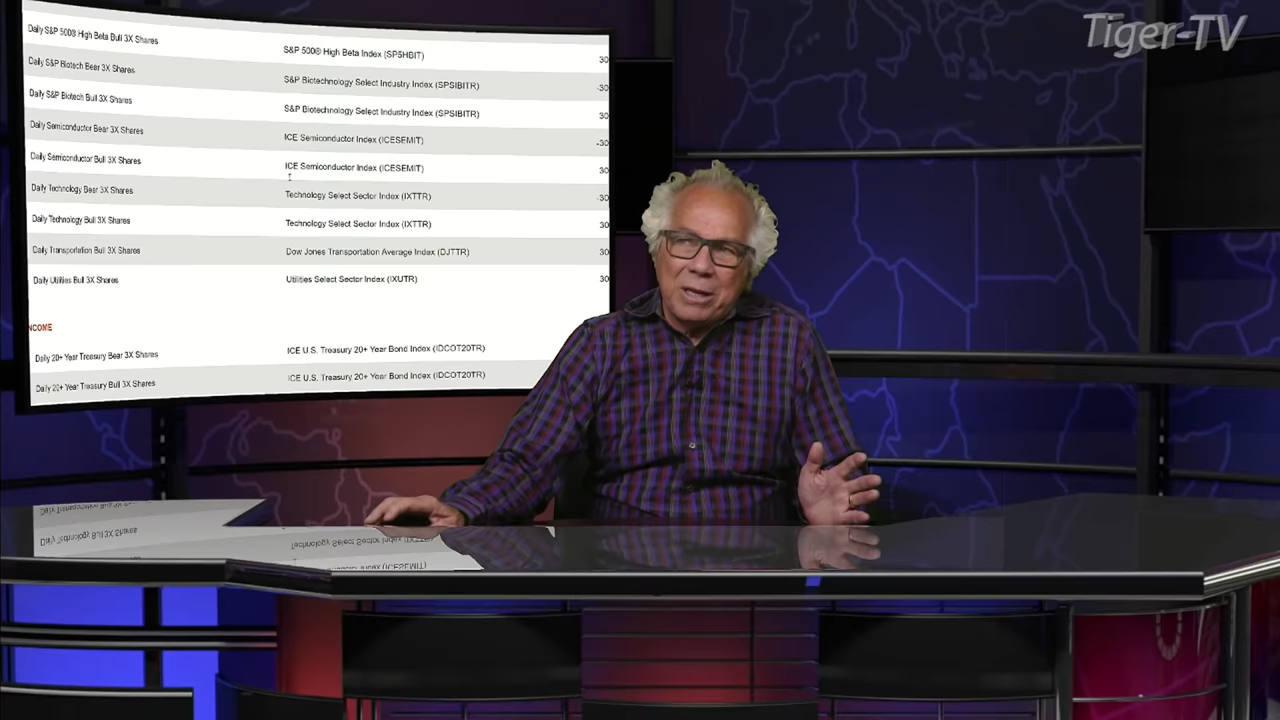 Tiger-TV
Daily S&P 500® High Beta Bull 3X Shares S&P 500® High Beta Index (SP5HBIT) 30
Daily S&P Biotech Bear 3X Shares S&P Biotechnology Select Industry Index (SPSIBITR) -30
Daily S&P Biotech Bull 3X Shares S&P Biotechnology Select Industry Index (SPSIBITR) 30
Daily Semiconductor Bear 3X Shares ICE Semiconductor Index (ICESEMIT) -30
Daily Semiconductor Bull 3X Shares ICE Semiconductor Index (ICESEMIT) 30
Daily Technology Bear 3X Shares Technology Select Sector Index (IXTTR) -30
Daily Technology Bull 3X Shares Technology Select Sector Index (IXTTR) 30
Daily Transportation Bull 3X Shares Dow Jones Transportation Average Index (DJTTR) 30
Daily Utilities Bull 3X Shares Utilities Select Sector Index (IXUTR) 30
NCOME
Daily 20+ Year Treasury Bear 3X Shares ICE U.S. Treasury 20+ Year Bond Index (IDCOT20TR)
Daily 20+ Year Treasury Bull 3X Shares ICE U.S. Treasury 20+ Year Bond Index (IDCOT20TR)